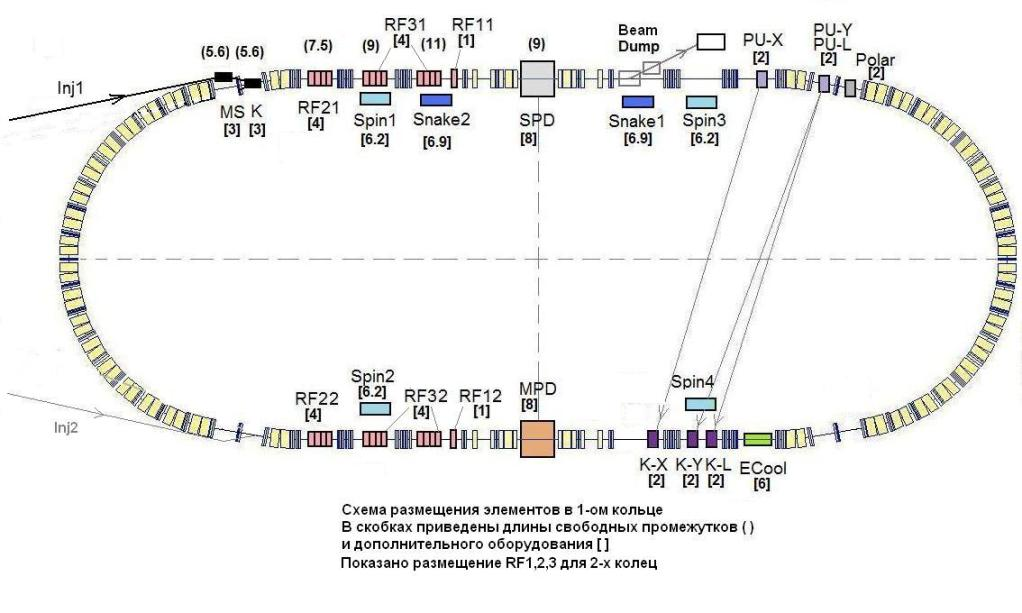 RF31 RF11
[4] [1]
Beam
Dump
PU-X
[2]
PU-Y
PU-L
[2]
Polar
[2]
(5.6) (5.6) (7.5) (9) (11) (9)
Inj1
MS K
[3] [3]
RF21
[4]
Spin1
[6.2]
Snake2
[6.9]
SPD
[8]
Snake1
[6.9]
Spin3
[6.2]
Inj2
RF22
[4]
Spin2
[6.2]
RF32
[4]
RF12
[1]
MPD
[8]
Spin4
K-X K-Y K-L
[2] [2] [2]
ECool
[6]
Схема размещения элементов в 1-ом кольце
В скобках приведены длины свободных промежутков ( )
и дополнительного оборудования [ ]
Показано размещение RF1,2,3 для 2-х колец